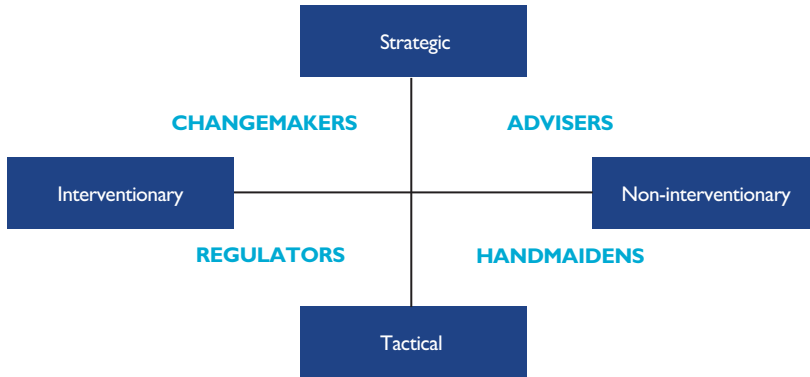 Strategic
CHANGEMAKERS
ADVISERS
Interventionary
Non-interventionary
REGULATORS
HANDMAIDENS
Tactical